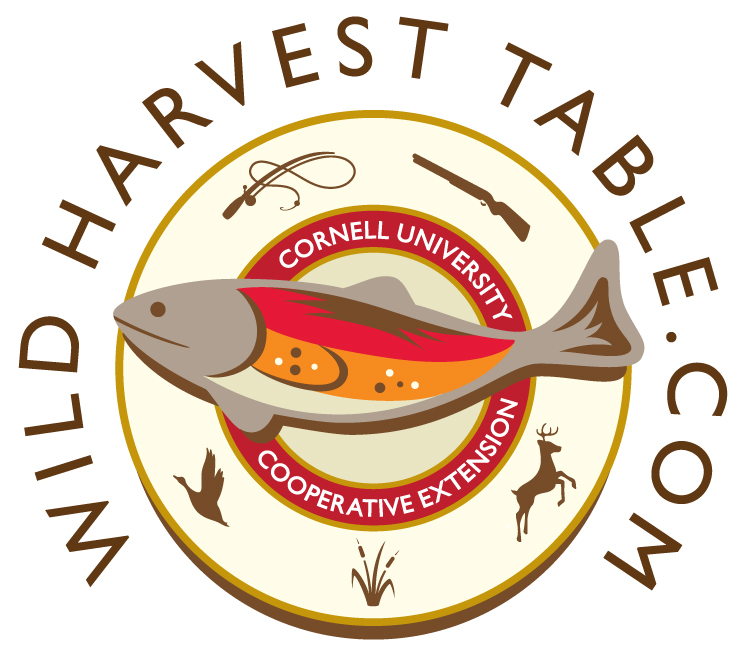 WILD HARVEST TABLE.COM
CORNELL UNIVERSITY
COOPERATIVE EXTENSION